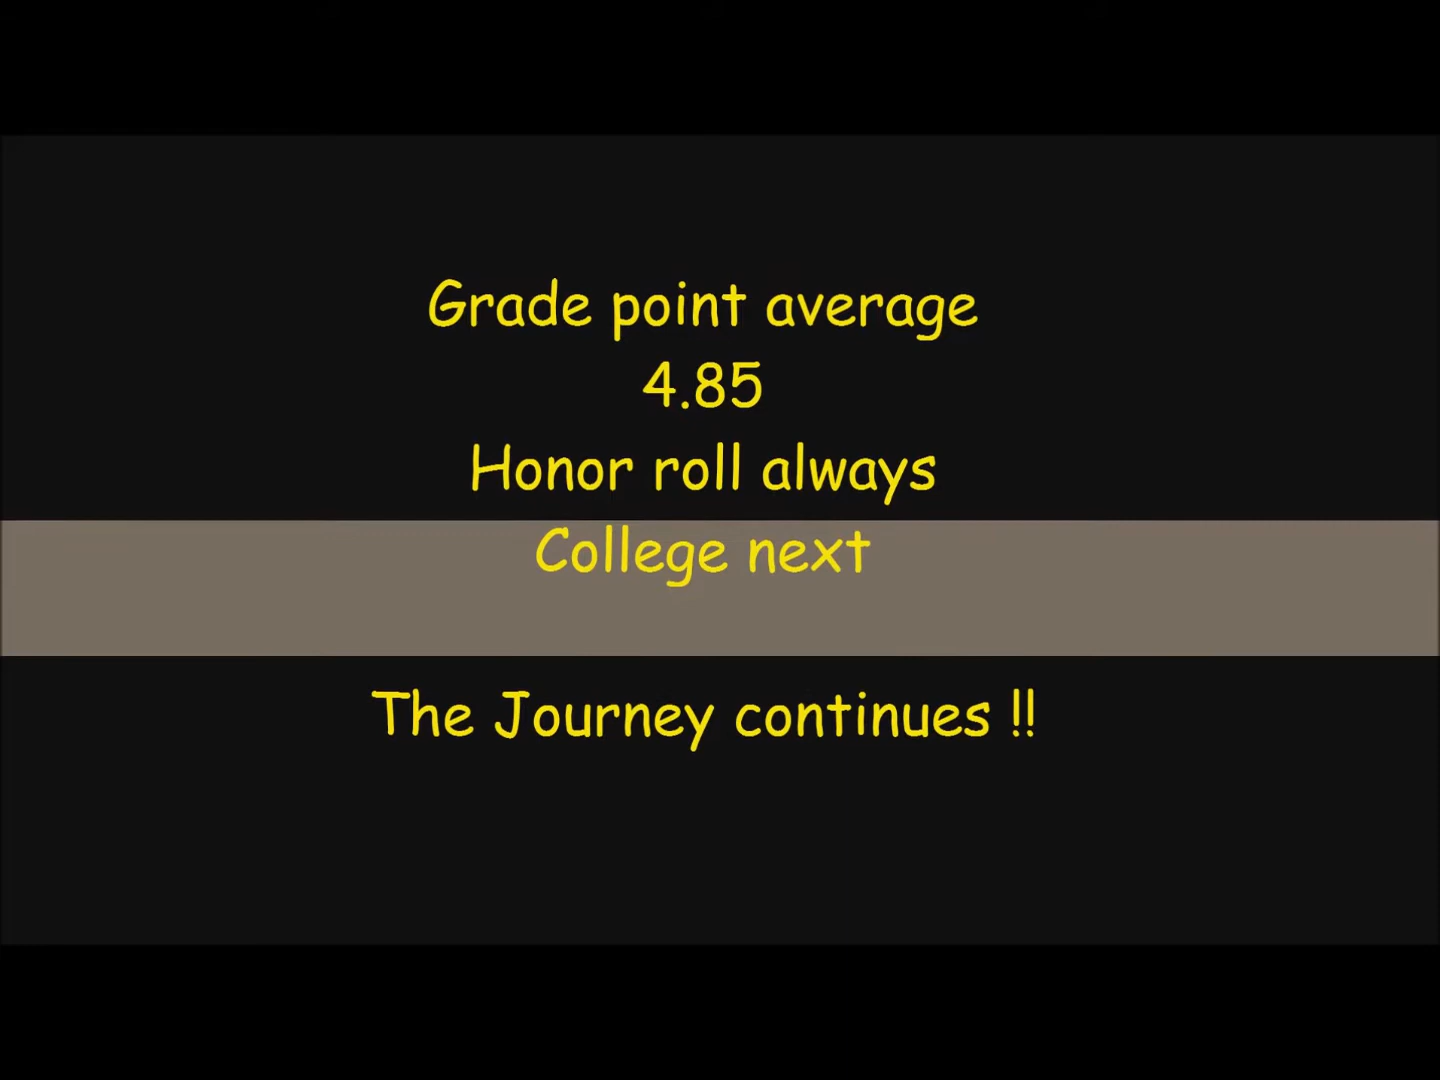 Grade point average
4.85
Honor roll always
College next
The Journey continues !!